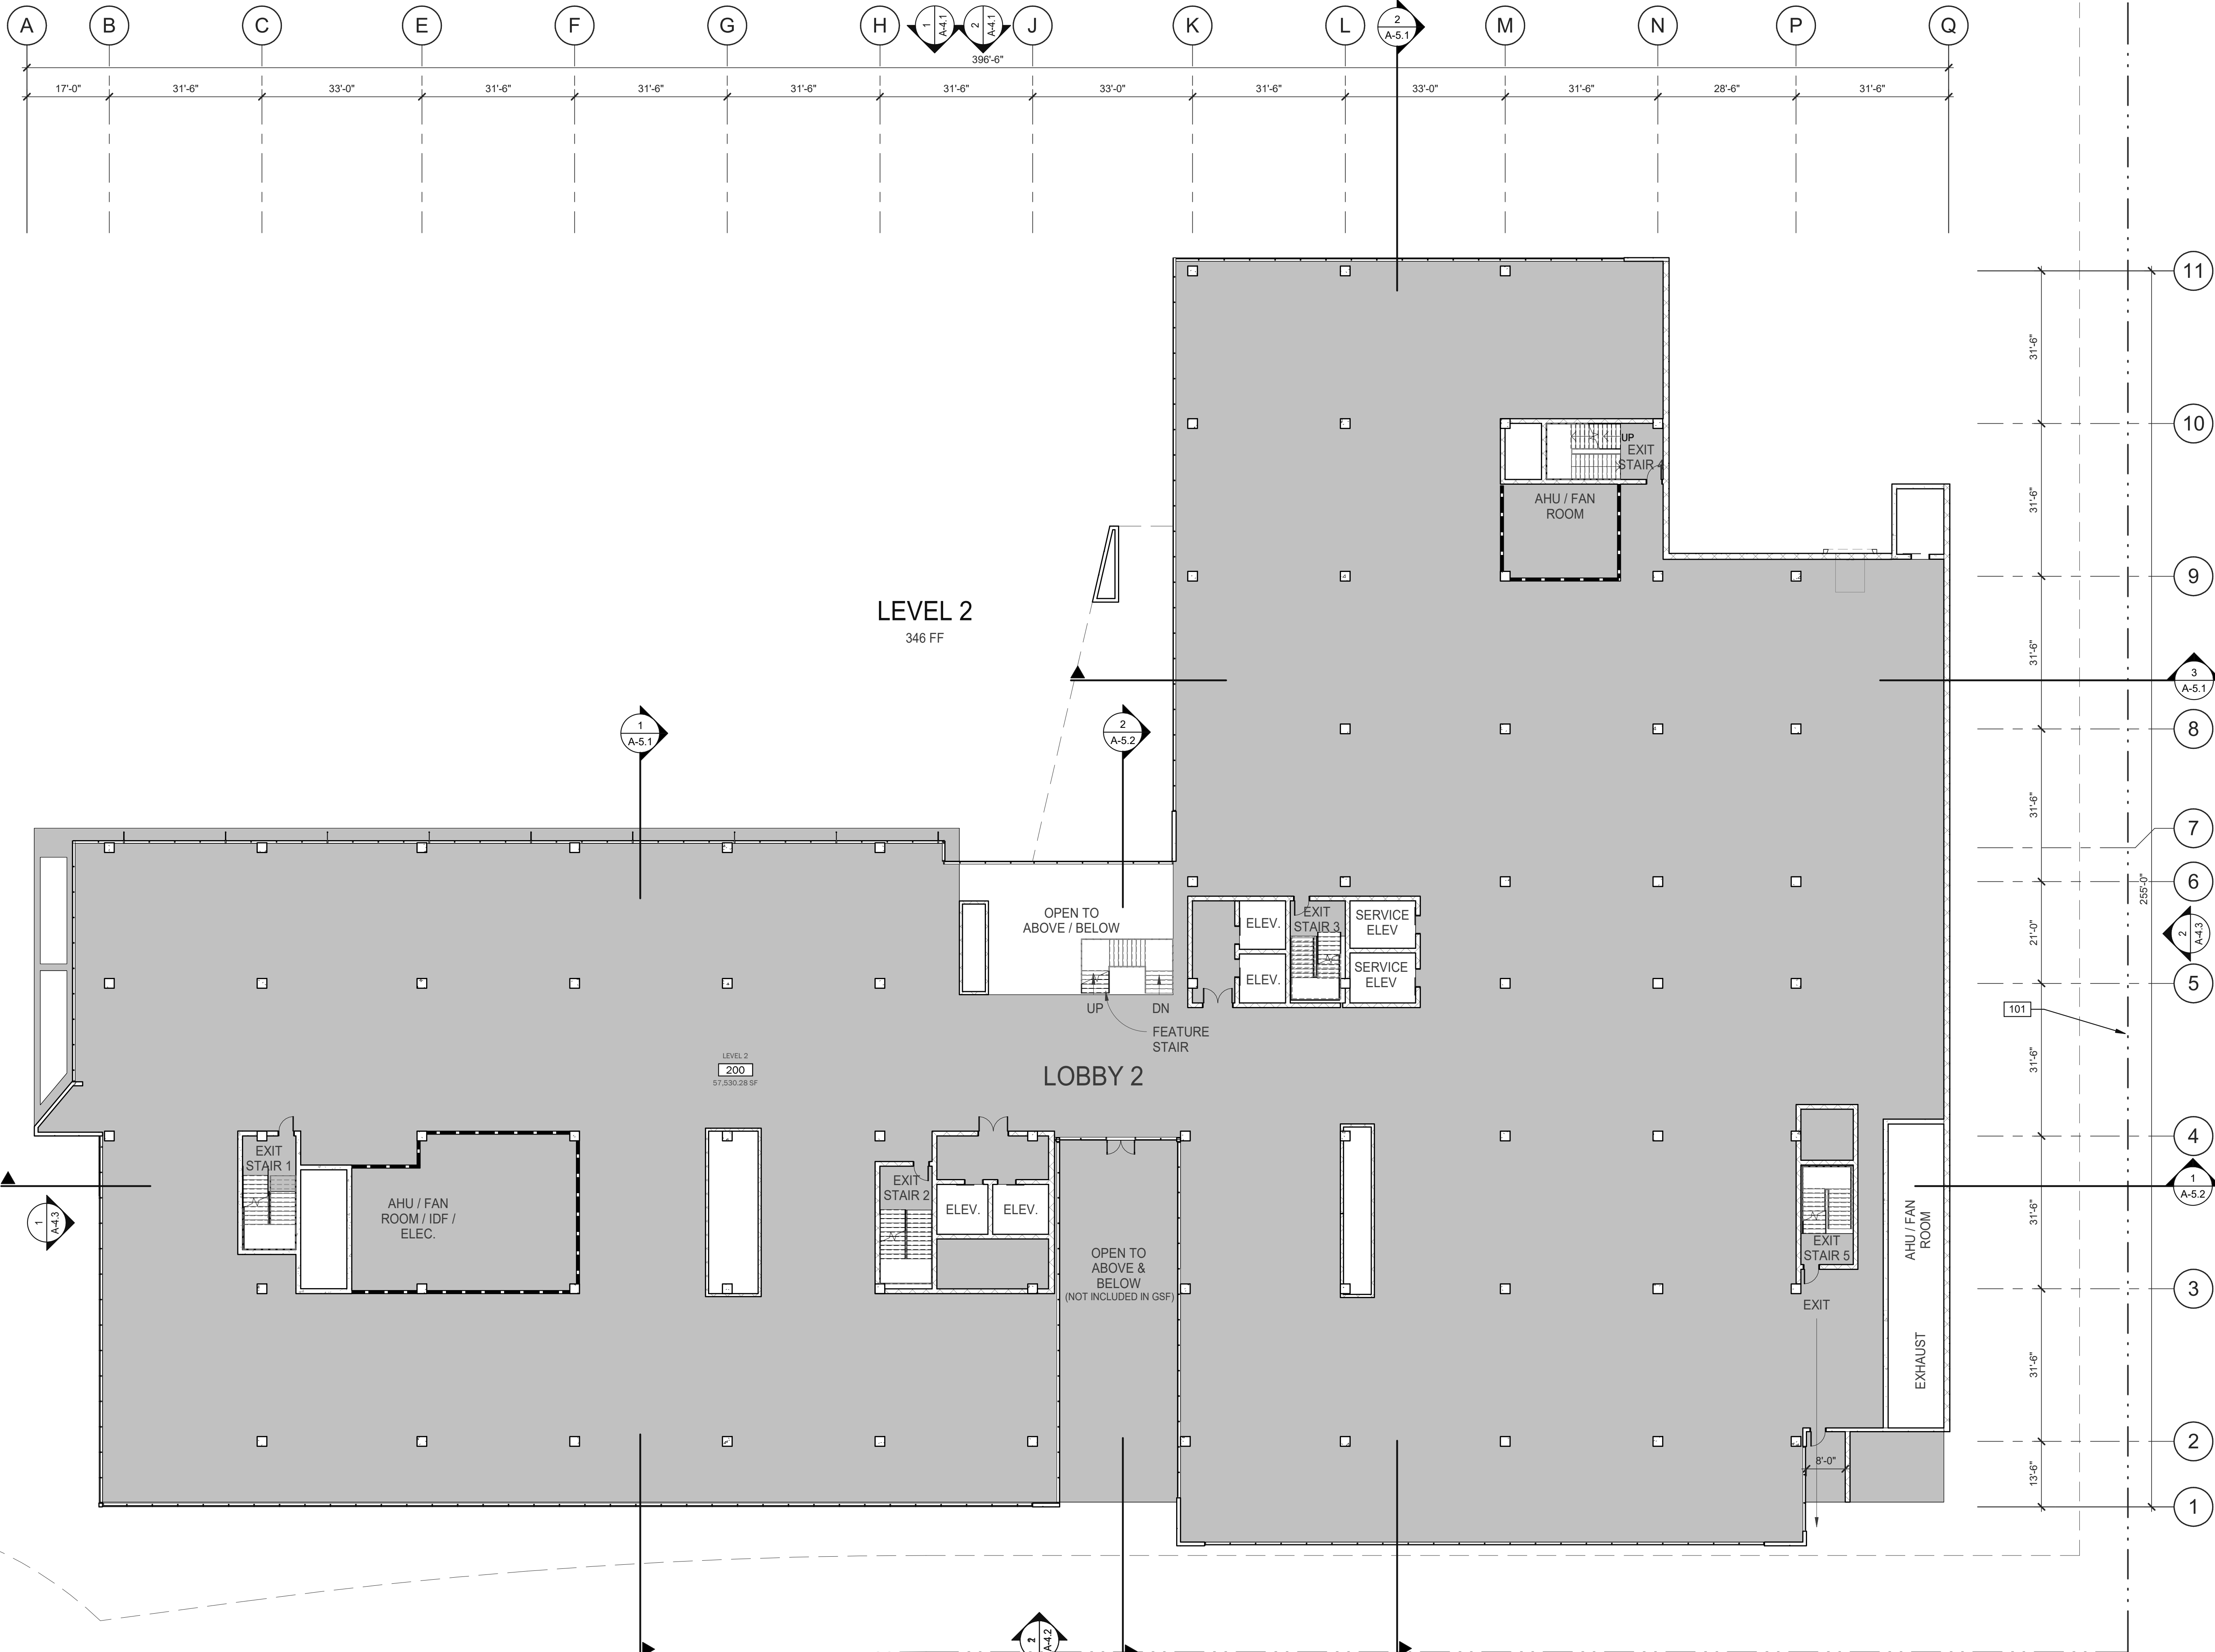 A B C E F G H J K L M N P Q
1 A-4.1
2 A-4.1
2 A-5.1
396'-6"
17'-0" 31'-6" 33'-0" 31'-6" 31'-6" 31'-6" 31'-6" 33'-0" 31'-6" 33'-0" 31'-6" 28'-6" 31'-6"
11
31'-6"
10
UP
EXIT
STAIR 4
AHU / FAN
ROOM
31'-6"
9
LEVEL 2
346 FF
31'-6"
3
A-5.1
1
A-5.1
2
A-5.2
8
31'-6"
7
6
255'-0"
OPEN TO
ABOVE / BELOW
ELEV.
EXIT
STAIR 3
SERVICE
ELEV
21'-0"
2
A-4.3
ELEV.
SERVICE
ELEV
5
UP
DN
101
FEATURE
STAIR
LEVEL 2
200
57,530.28 SF
LOBBY 2
31'-6"
4
EXIT
STAIR 1
EXIT
STAIR 2
1
A-5.2
AHU / FAN
ROOM / IDF /
ELEC.
ELEV.
ELEV.
1
A-4.3
31'-6"
AHU / FAN
ROOM
EXIT
STAIR 5
OPEN TO
ABOVE &
BELOW
(NOT INCLUDED IN GSF)
3
EXIT
EXHAUST
31'-6"
2
8'-0"
13'-6"
1
A-4.2